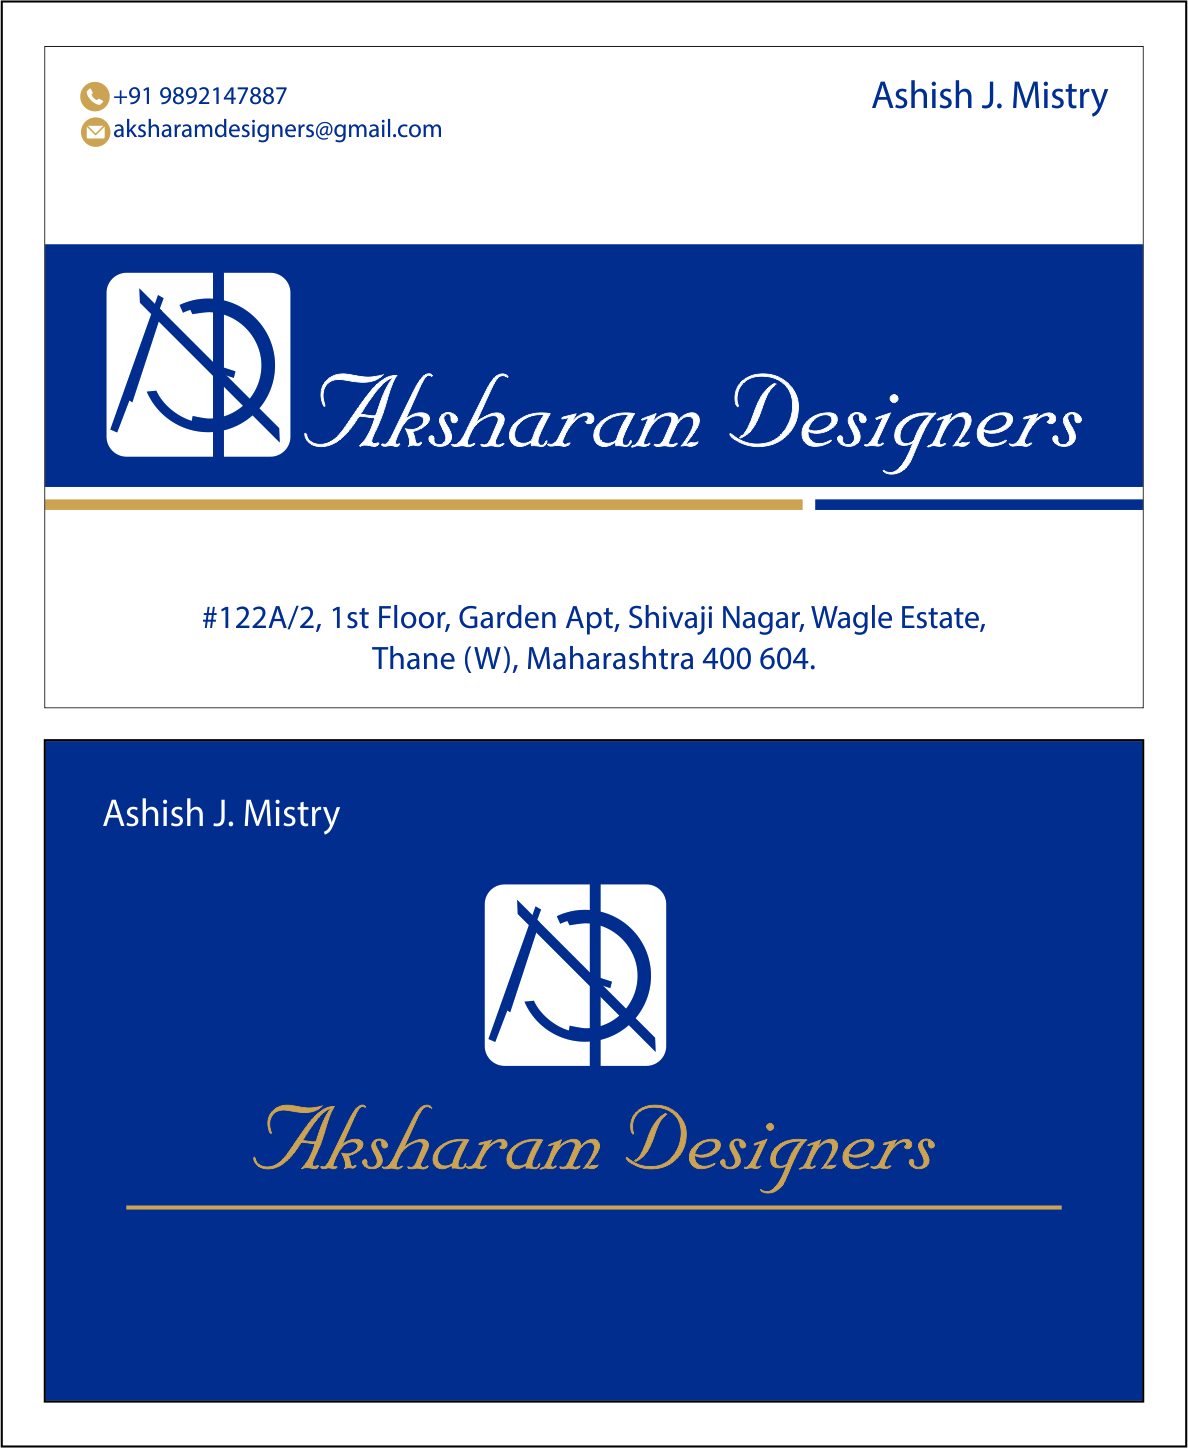 +91 9892147887
Ashish J. Mistry
aksharamdesigners@gmail.com
Aksharam Designers
#122A/2, 1st Floor, Garden Apt, Shivaji Nagar, Wagle Estate,
Thane (W), Maharashtra 400 604.
Ashish J. Mistry
Aksharam Designers